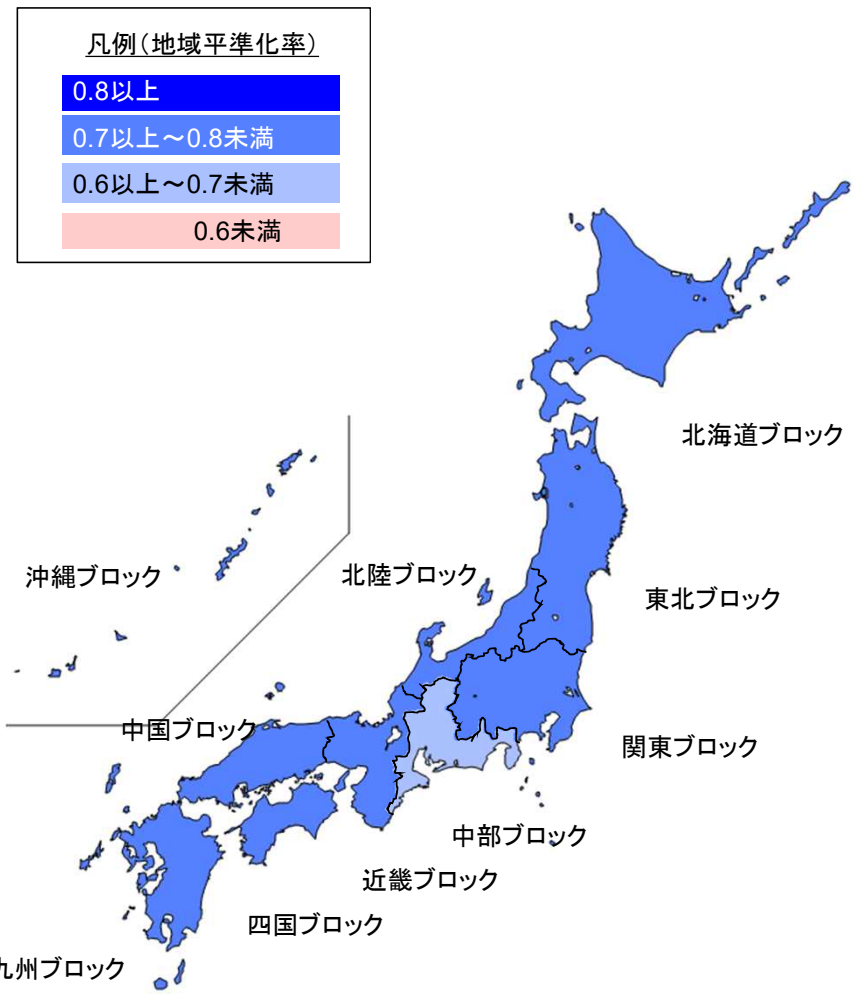 凡例（地域平準化率）
0.8以上
0.7以上～0.8未満
0.6以上～0.7未満
0.6未満
北海道ブロック
沖縄ブロック
北陸ブロック
東北ブロック
中国ブロック
関東ブロック
中部ブロック
近畿ブロック
四国ブロック
九州ブロック